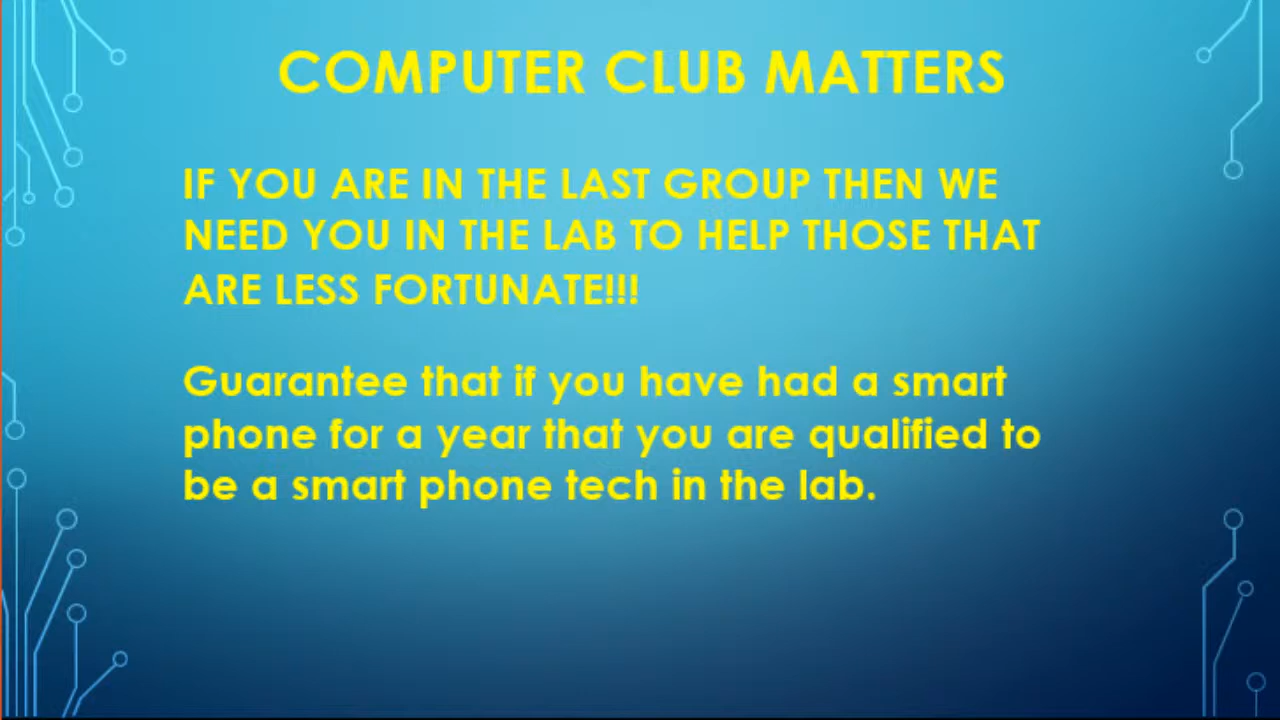 COMPUTER CLUB MATTERS
IF YOU ARE IN THE LAST GROUP THEN WE
NEED YOU IN THE LAB TO HELP THOSE THAT
ARE LESS FORTUNATE!!!
Guarantee that if you have had a smart
phone for a year that you are qualified to
be a smart phone tech in the lab.